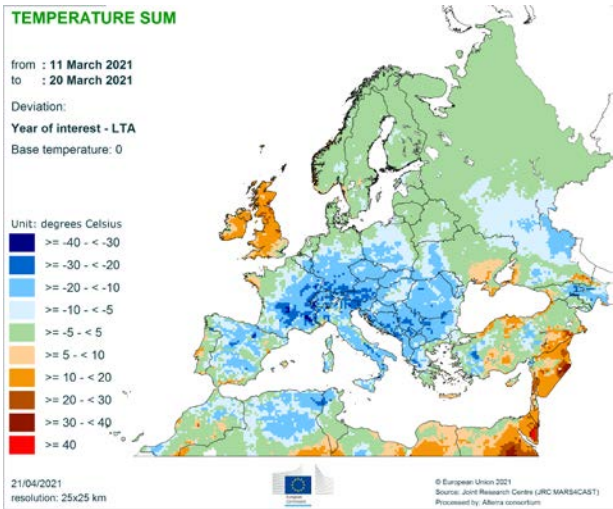 TEMPERATURE SUM
from : 11 March 2021
to : 20 March 2021
Deviation:
Year of interest - LTA
Base temperature: 0
Unit: degrees Celsius
>= -40 - < -30
>= -30 - < -20
>= -20 - < -10
>= -10 - < -5
>= -5 - < 5
>= 5 - < 10
>= 10 - < 20
>= 20 - < 30
>= 30 - < 40
>= 40
21/04/2021
resolution: 25x25 km
European
Commission
© European Union 2021
Source: Joint Research Centre (JRC MARS4CAST)
Processed by: Alterra consortium